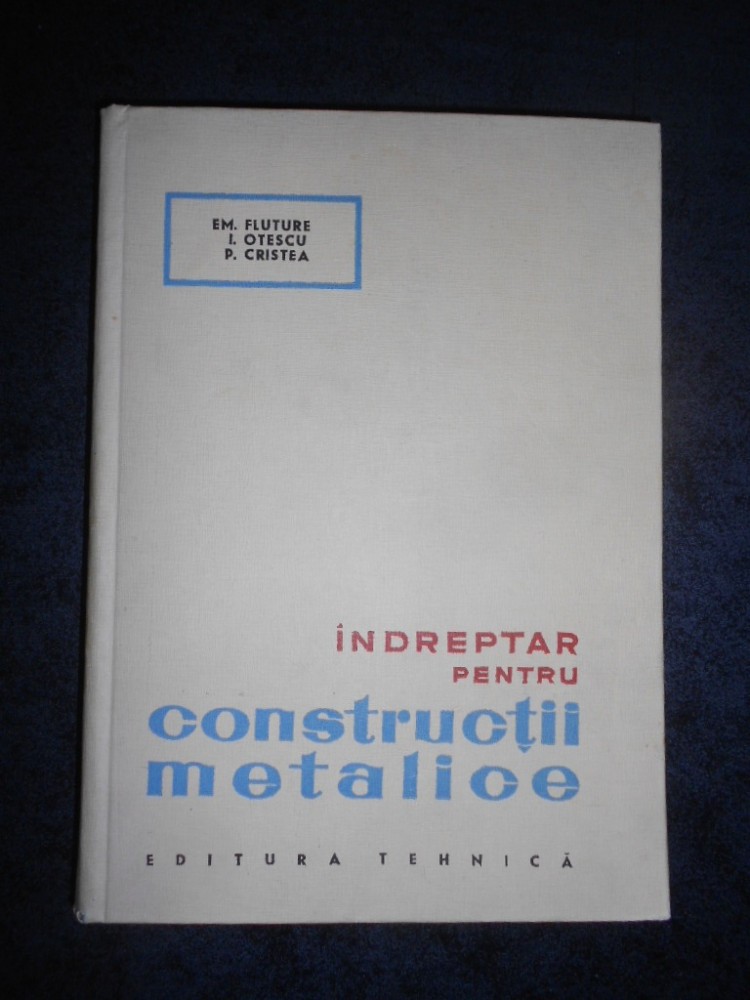 EM. FLUTURE
I. OTESCU
P. CRISTEA
ÎNDREPTAR
PENTRU
construcții
metalice
EDITURA TEHNICĂ